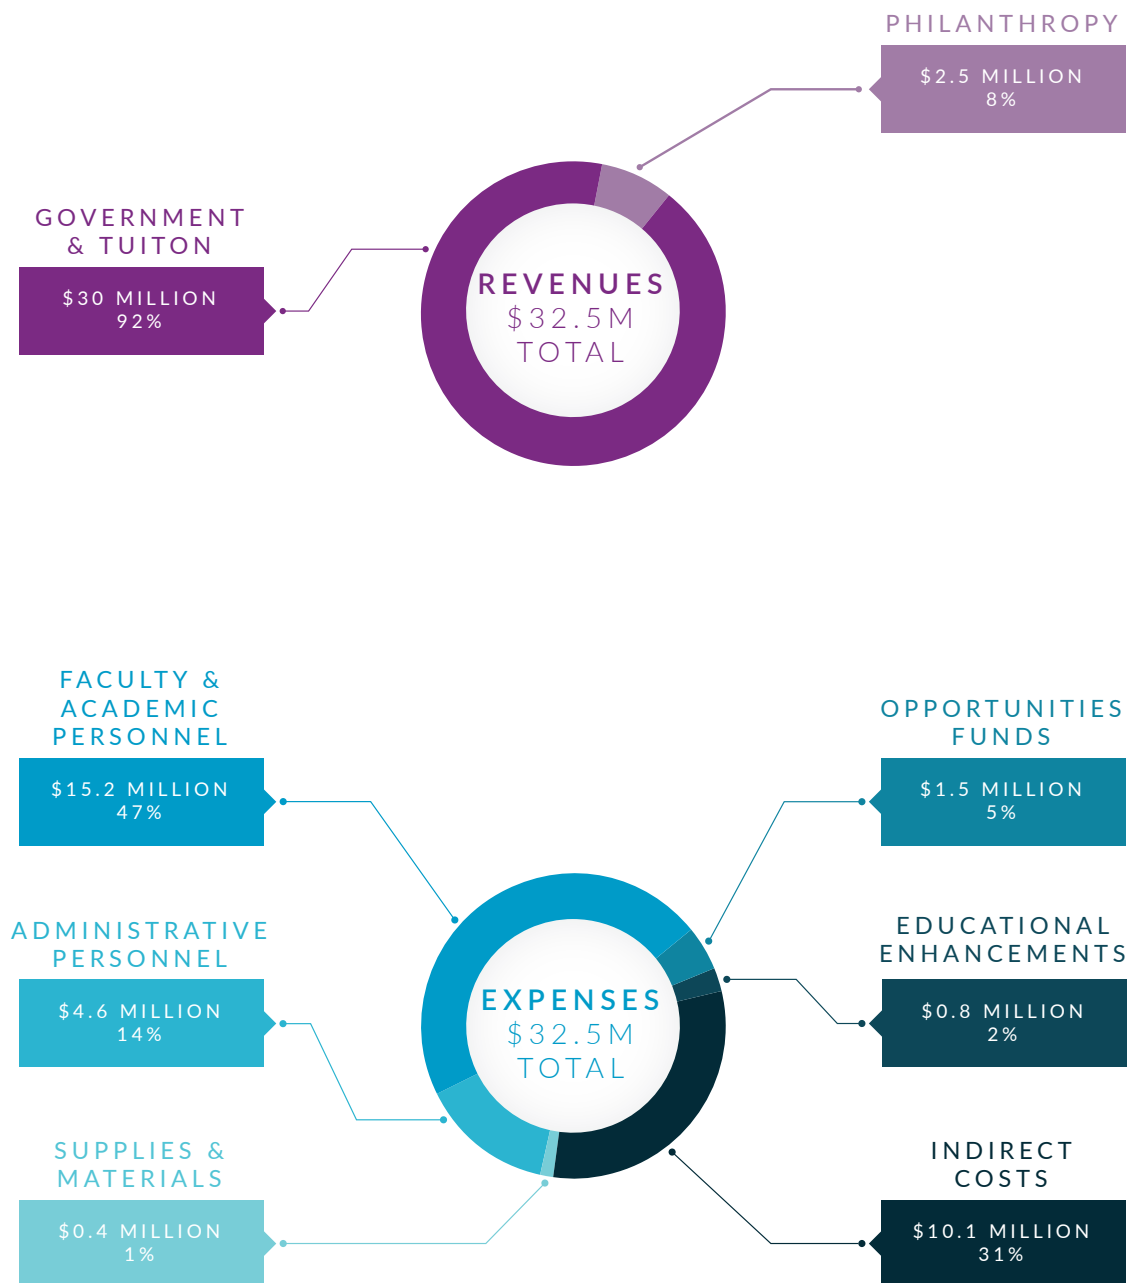 PHILANTHROPY
$2.5 MILLION
8%
GOVERNMENT
& TUITON
$30 MILLION
92%
REVENUES
$32.5M
TOTAL
FACULTY &
ACADEMIC
PERSONNEL
$15.2 MILLION
47%
OPPORTUNITIES
FUNDS
$1.5 MILLION
5%
ADMINISTRATIVE
PERSONNEL
$4.6 MILLION
14%
EDUCATIONAL
ENHANCEMENTS
$0.8 MILLION
2%
EXPENSES
$32.5M
TOTAL
SUPPLIES &
MATERIALS
$0.4 MILLION
1%
INDIRECT
COSTS
$10.1 MILLION
31%